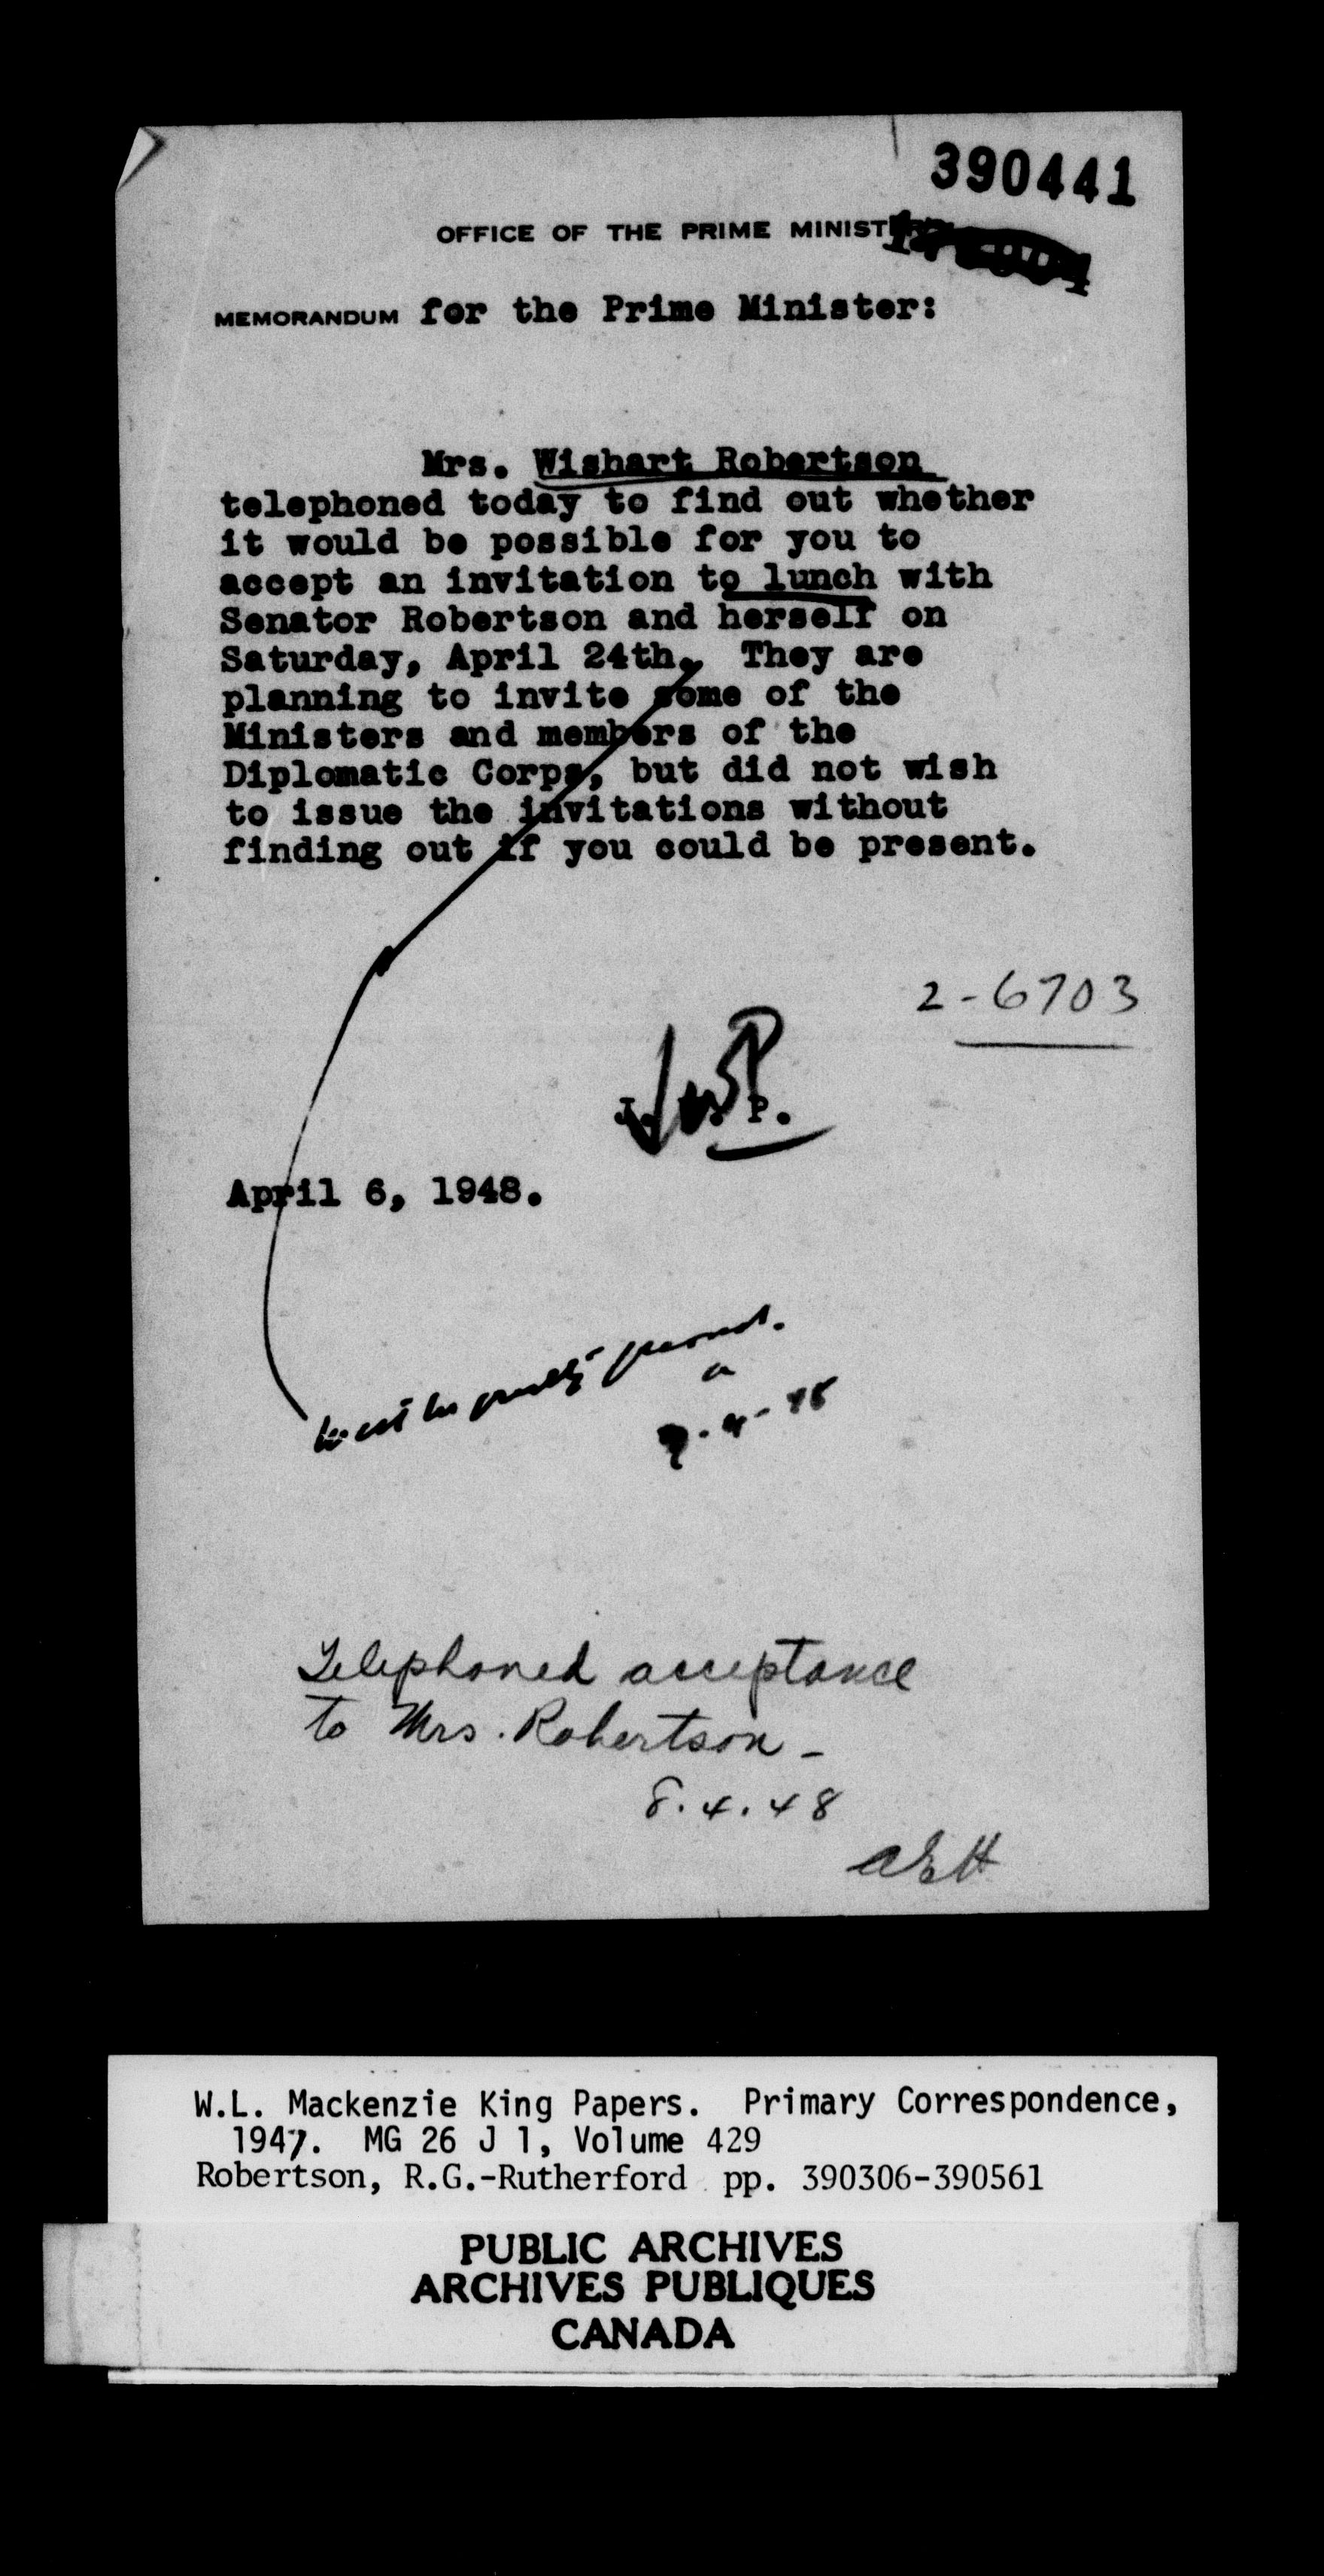 390441
OFFICE OF THE PRIME MINIST
MEMORANDUM for the Prime Minister:
Mrs. Wishart Robertson
telephoned today to find out whether
it would be possible for you to
accept an invitation to lunch with
Senator Robertson and herself on
Saturday, April 24th. They are
planning to invite some of the
Ministers and members of the
Diplomatic Corps, but did not wish
to issue the invitations without
finding out if you could be present.
2-6703
J. W. P.
April 6, 1948.
Telephoned acceptance
to Mrs. Robertson -
8.4.48
AEH
W.L. Mackenzie King Papers. Primary Correspondence,
1947. MG 26 J 1, Volume 429
Robertson, R.G.-Rutherford pp. 390306-390561
PUBLIC ARCHIVES
ARCHIVES PUBLIQUES
CANADA